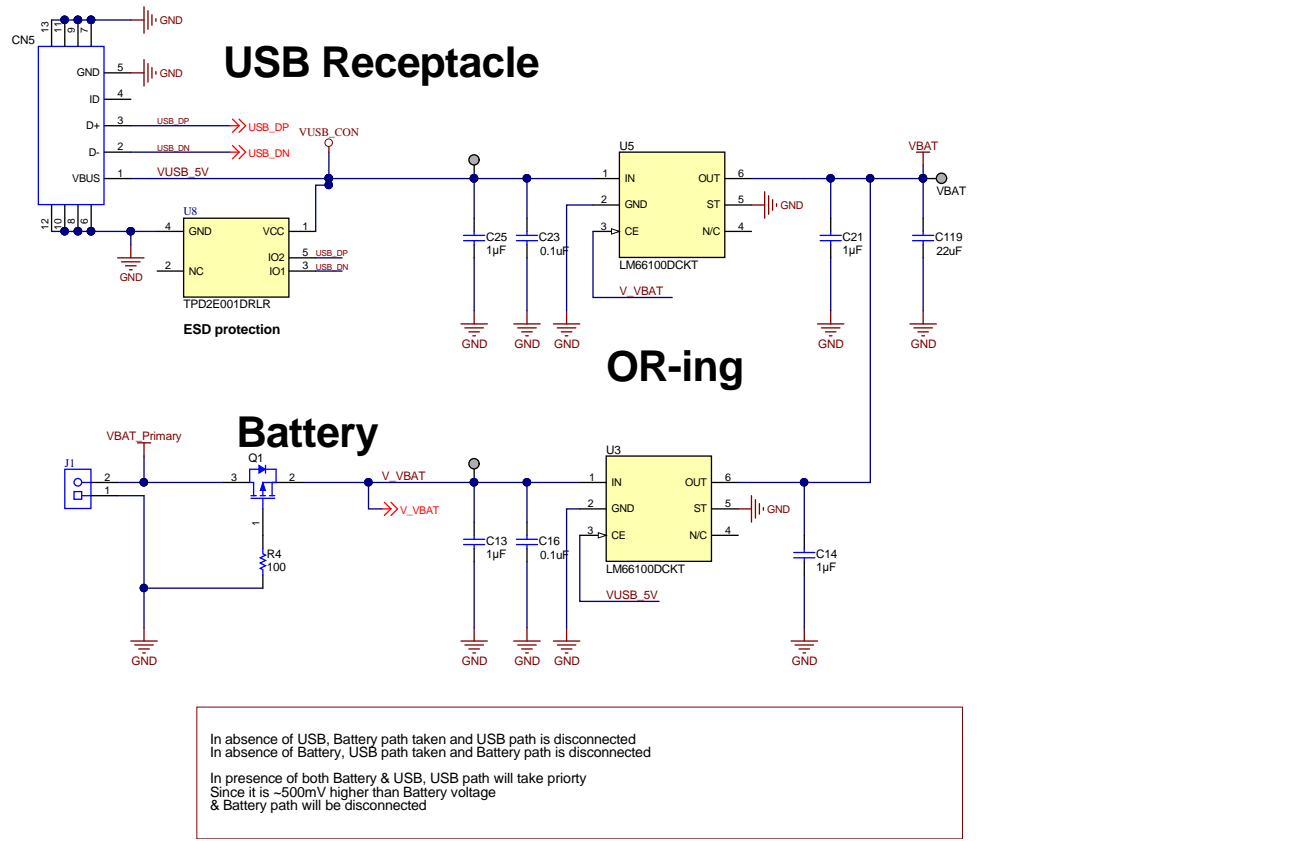 13
11
9
7
GND
CN5
USB Receptacle
GND
5
GND
ID
4
D+
3
USB_DP
USB_DP
D-
2
USB_DN
USB_DN
VBUS
1
VUSB_5V
VUSB_CON
12
10
8
6
GND
U8
4
GND
VCC
1
IO2
5
USB_DP
2
NC
IO1
3
USB_DN
TPD2E001DRLR
ESD protection
C25
1µF
GND
C23
0.1uF
GND
GND
U5
1
IN
OUT
6
2
GND
ST
5
GND
3
CE
N/C
4
LM66100DCKT
V_VBAT
C21
1µF
GND
VBAT
VBAT
C119
22uF
GND
OR-ing
Battery
VBAT_Primary
J1
2
1
Q1
3
2
1
R4
100
GND
V_VBAT
V_VBAT
C13
1µF
GND
C16
0.1uF
GND
GND
U3
1
IN
OUT
6
2
GND
ST
5
GND
3
CE
N/C
4
LM66100DCKT
VUSB_5V
C14
1µF
GND
In absence of USB, Battery path taken and USB path is disconnected
In absence of Battery, USB path taken and Battery path is disconnected
In presence of both Battery & USB, USB path will take priorty
Since it is ~500mV higher than Battery voltage
& Battery path will be disconnected